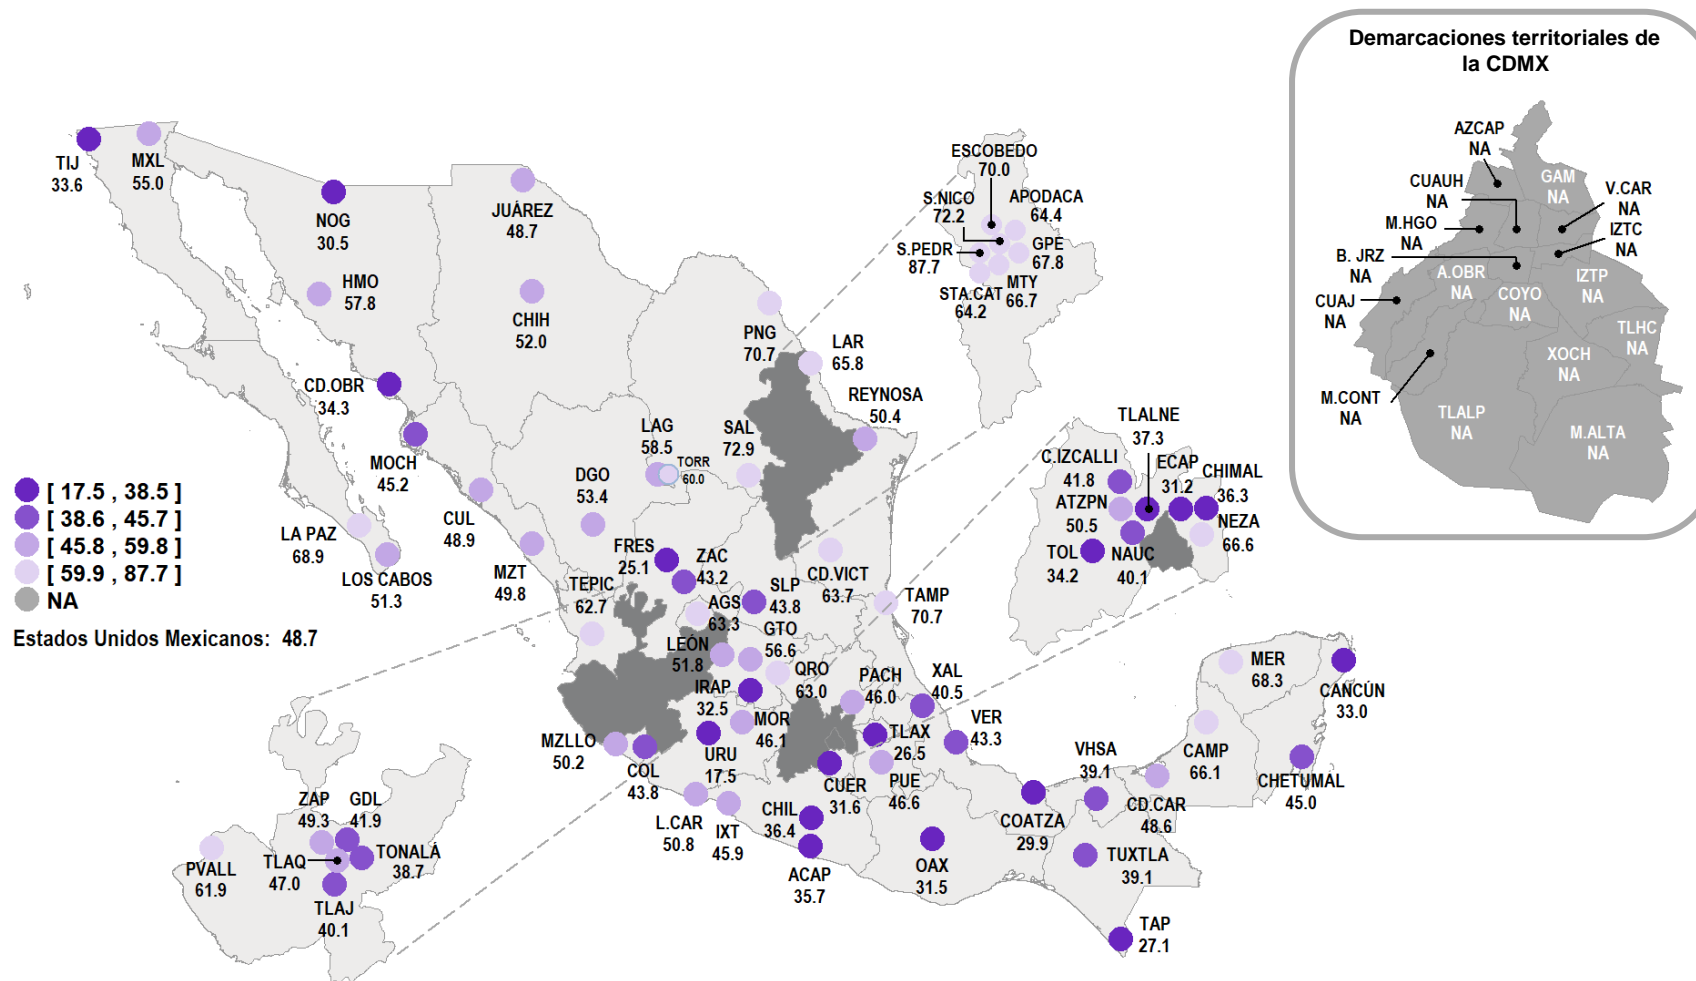 Demarcaciones territoriales de
la CDMX
AZCAP
NA
GAM
NA
CUAUH
NA
V.CAR
NA
M.HGO
NA
IZTC
NA
B. JRZ
NA
A.OBR
NA
COYO
NA
IZTP
NA
CUAJ
NA
TLHC
NA
XOCH
NA
M.CONT
NA
TLALP
NA
M.ALTA
NA
TIJ
33.6
MXL
55.0
NOG
30.5
JUÁREZ
48.7
HMO
57.8
CHIH
52.0
ESCOBEDO
70.0
S.NICO
72.2
APODACA
64.4
S.PEDR
87.7
GPE
67.8
MTY
66.7
STA.CAT
64.2
PNG
70.7
LAR
65.8
REYNOSA
50.4
CD.OBR
34.3
MOCH
45.2
LAG
58.5
TORR
60.0
SAL
72.9
DGO
53.4
CUL
48.9
LA PAZ
68.9
LOS CABOS
51.3
MZT
49.8
TLALNE
37.3
C.IZCALLI
41.8
ECAP
31.2
CHIMAL
36.3
ATZPN
50.5
NEZA
66.6
TOL
34.2
NAUC
40.1
[ 17.5 , 38.5 ]
[ 38.6 , 45.7 ]
[ 45.8 , 59.8 ]
[ 59.9 , 87.7 ]
NA
Estados Unidos Mexicanos: 48.7
FRES
25.1
ZAC
43.2
TEPIC
62.7
AGS
63.3
SLP
43.8
CD.VICT
63.7
TAMP
70.7
GTO
56.6
LEÓN
51.8
QRO
63.0
IRAP
32.5
PACH
46.0
XAL
40.5
MER
68.3
CANCÚN
33.0
MZLLO
50.2
COL
43.8
URU
17.5
MOR
46.1
TLAX
26.5
VER
43.3
CUER
31.6
PUE
46.6
VHSA
39.1
CAMP
66.1
CHETUMAL
45.0
CD.CAR
48.6
L.CAR
50.8
IXT
45.9
CHIL
36.4
ACAP
35.7
OAX
31.5
COATZA
29.9
TUXTLA
39.1
TAP
27.1
ZAP
49.3
GDL
41.9
PVALL
61.9
TLAQ
47.0
TONALÁ
38.7
TLAJ
40.1